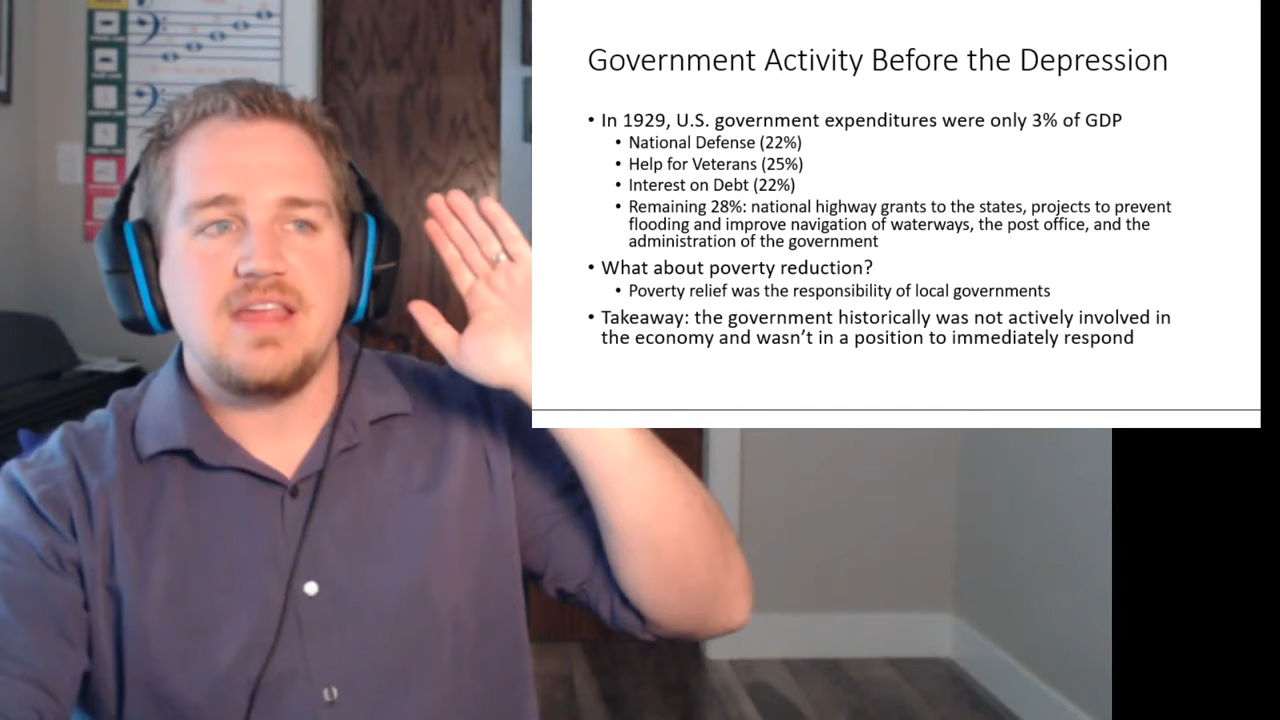 Government Activity Before the Depression
• In 1929, U.S. government expenditures were only 3% of GDP
• National Defense (22%)
• Help for Veterans (25%)
• Interest on Debt (22%)
• Remaining 28%: national highway grants to the states, projects to prevent
flooding and improve navigation of waterways, the post office, and the
administration of the government
• What about poverty reduction?
• Poverty relief was the responsibility of local governments
• Takeaway: the government historically was not actively involved in
the economy and wasn’t in a position to immediately respond